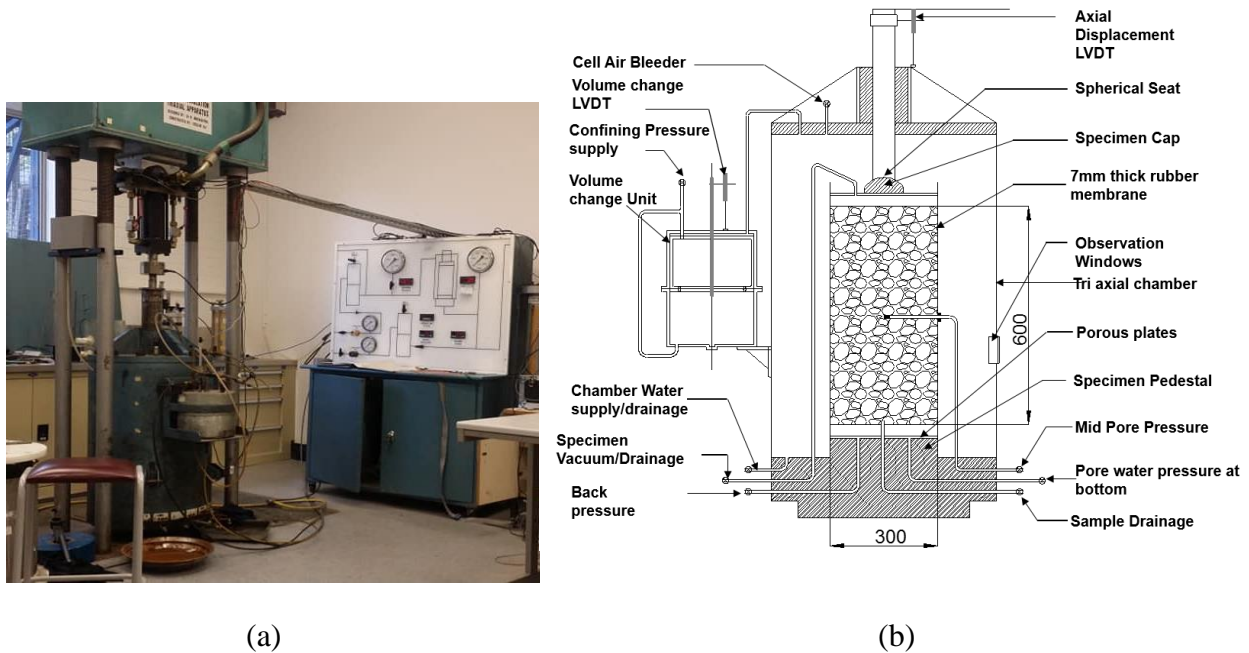 TRIAXIAL APPARATUS
Axial
Displacement
LVDT
Cell Air Bleeder
Volume change
LVDT
Spherical Seat
Confining Pressure
supply
Specimen Cap
Volume
change Unit
7mm thick rubber
membrane
Observation
Windows
Tri axial chamber
600
Porous plates
Chamber Water
supply/drainage
Specimen Pedestal
Specimen
Vacuum/Drainage
Mid Pore Pressure
Back
pressure
Pore water pressure at
bottom
Sample Drainage
300
(a)
(b)